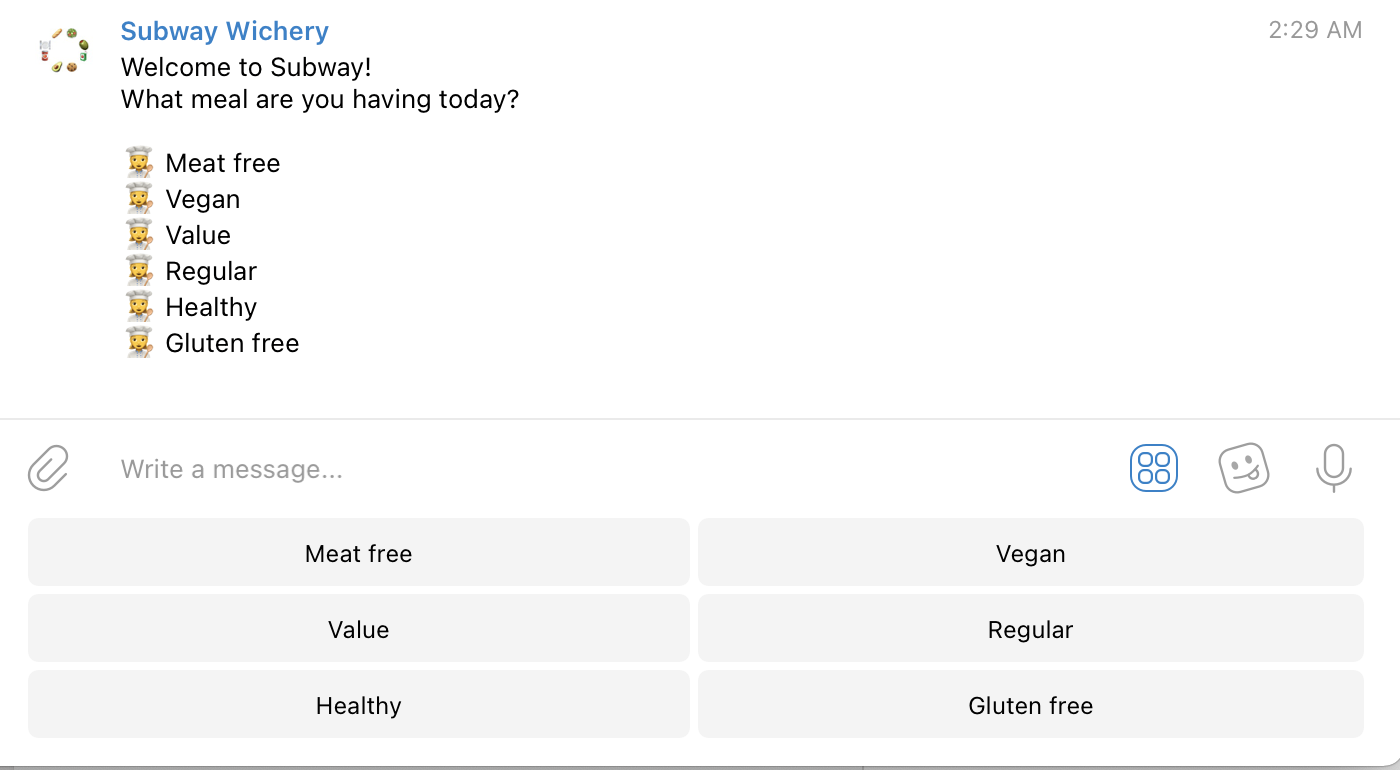 Subway Wichery
2:29 AM
Welcome to Subway!
What meal are you having today?
Meat free
Vegan
Value
Regular
Healthy
Gluten free
Write a message...
Meat free
Vegan
Value
Regular
Healthy
Gluten free